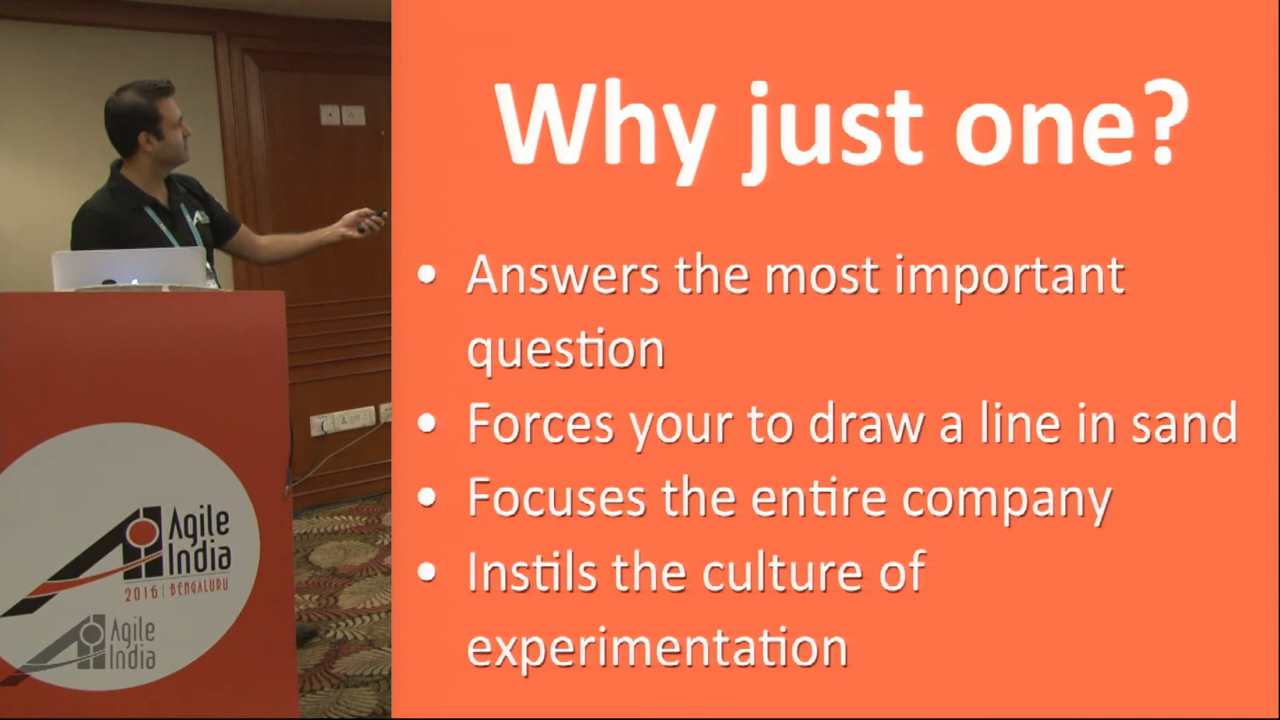 Why just one?
• Answers the most important
question
• Forces your to draw a line in sand
• Focuses the entire company
• Instils the culture of
experimentation
Agile
India
2016 | BENGALURU
Agile
India